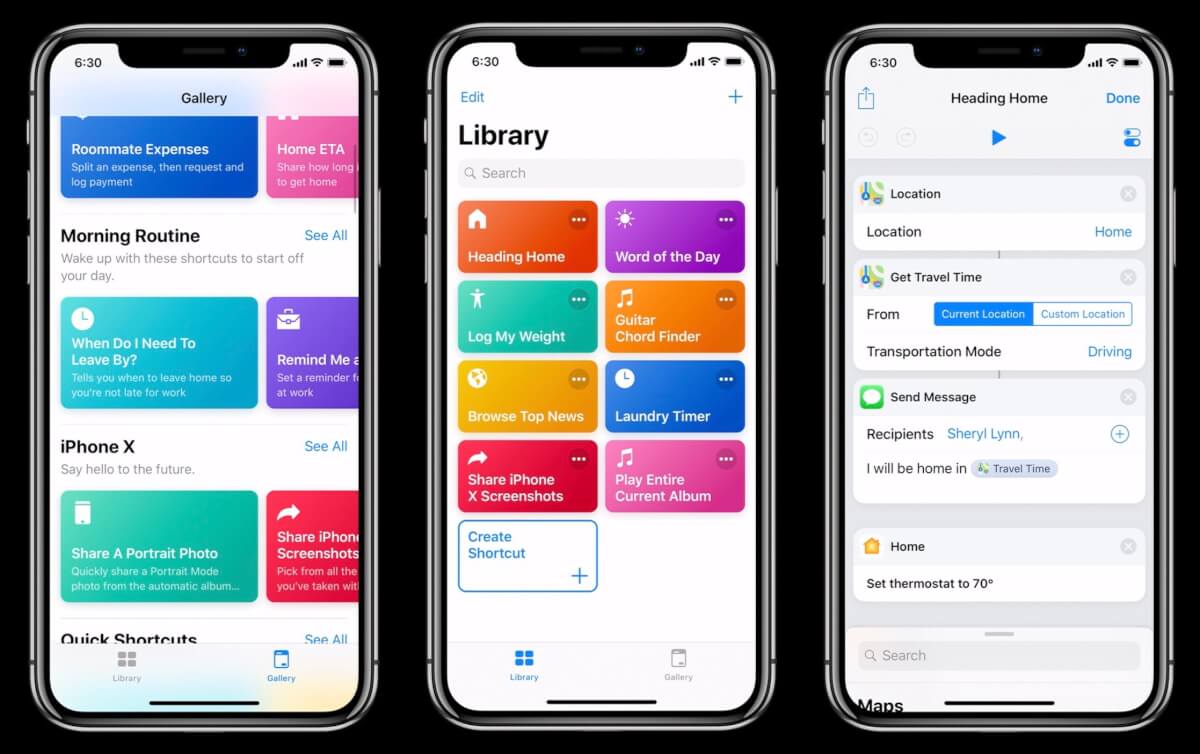 6:30
Gallery
Roommate Expenses
Split an expense, then request and
log payment
Home ETA
Share how long
to get home
Morning Routine
See All
Wake up with these shortcuts to start off
your day.
When Do I Need To
Leave By?
Tells you when to leave home so
you're not late for work
Remind Me a
Set a reminder fo
at work
iPhone X
See All
Say hello to the future.
Share A Portrait Photo
Quickly share a Portrait Mode
photo from the automatic album...
Share iPhon
Screenshots
Pick from all the
you've taken wit
Quick Shortcuts
See All
Library
Gallery
6:30
Edit
Library
Search
Heading Home
Word of the Day
Log My Weight
Guitar
Chord Finder
Browse Top News
Laundry Timer
Share iPhone
X Screenshots
Play Entire
Current Album
Create
Shortcut
Library
Gallery
6:30
Heading Home
Done
Location
Location
Home
Get Travel Time
From
Current Location
Custom Location
Transportation Mode
Driving
Send Message
Recipients
Sheryl Lynn,
I will be home in Travel Time
Home
Set thermostat to 70°
Search
Maps